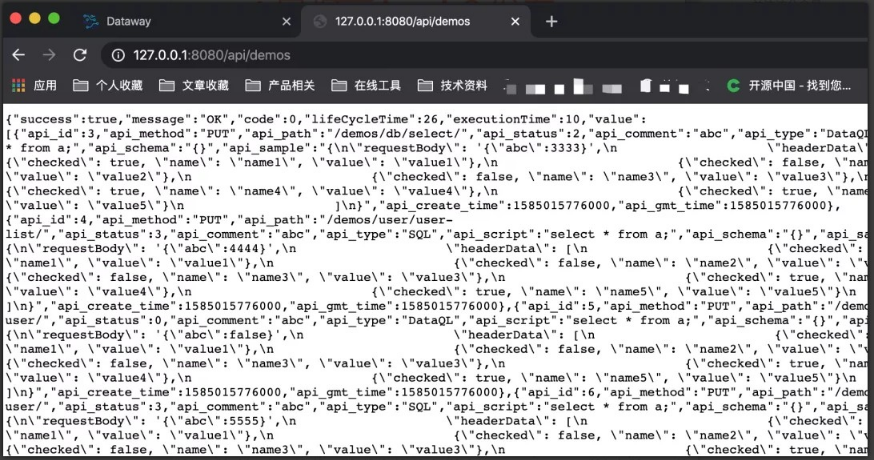 Dataway
127.0.0.1:8080/api/demos
127.0.0.1:8080/api/demos
应用 个人收藏 文章收藏 产品相关 在线工具 技术资料 开源中国 - 找到您...
{"success":true,"message":"OK","code":0,"lifeCycleTime":26,"executionTime":10,"value":
[{"api_id":3,"api_method":"PUT","api_path":"/demos/db/select/","api_status":2,"api_comment":"abc","api_type":"DataQL
* from a;","api_schema":"{}","api_sample":"{\n\"requestBody\": '{\"abc\":3333}',\n \"headerData\"
{\"checked\": true, \"name\": \"name1\", \"value\": \"value1\"},\n {\"checked\": false, \"nam
\"value\": \"value2\"},\n {\"checked\": false, \"name\": \"name3\", \"value\": \"value3\"},\n
{\"checked\": true, \"name\": \"name4\", \"value\": \"value4\"},\n {\"checked\": true, \"nam
\"value\": \"value5\"}\n ]\n}","api_create_time":1585015776000,"api_gmt_time":1585015776000},
{"api_id":4,"api_method":"PUT","api_path":"/demos/user/user-
list/","api_status":3,"api_comment":"abc","api_type":"SQL","api_script":"select * from a;","api_schema":"{}","api_sa
{\n\"requestBody\": '{\"abc\":4444}',\n \"headerData\": [\n {\"checked\": true, \"n
\"name1\", \"value\": \"value1\"},\n {\"checked\": false, \"name\": \"name2\", \"value\": \"v
{\"checked\": false, \"name\": \"name3\", \"value\": \"value3\"},\n {\"checked\": true, \"nam
\"value\": \"value4\"},\n {\"checked\": true, \"name\": \"name5\", \"value\": \"value5\"}\n
]\n}","api_create_time":1585015776000,"api_gmt_time":1585015776000},{"api_id":5,"api_method":"PUT","api_path":"/demo
user/","api_status":0,"api_comment":"abc","api_type":"DataQL","api_script":"select * from a;","api_schema":"{}","api
{\n\"requestBody\": '{\"abc\":false}',\n \"headerData\": [\n {\"checked\":
\"name1\", \"value\": \"value1\"},\n {\"checked\": false, \"name\": \"name2\", \"value\": \"v
{\"checked\": false, \"name\": \"name3\", \"value\": \"value3\"},\n {\"checked\": true, \"nam
\"value\": \"value4\"},\n {\"checked\": true, \"name\": \"name5\", \"value\": \"value5\"}\n
]\n}","api_create_time":1585015776000,"api_gmt_time":1585015776000},{"api_id":6,"api_method":"PUT","api_path":"/demo
user/","api_status":3,"api_comment":"abc","api_type":"SQL","api_script":"select * from a;","api_schema":"{}","api_sa
{\n\"requestBody\": '{\"abc\":5555}',\n \"headerData\": [\n {\"checked\": true, \"n
\"name1\", \"value\": \"value1\"},\n {\"checked\": false, \"name\": \"name2\", \"value\": \"v
{\"checked\": false, \"name\": \"name3\", \"value\": \"value3\"},\n {\"checked\": true, \"nam